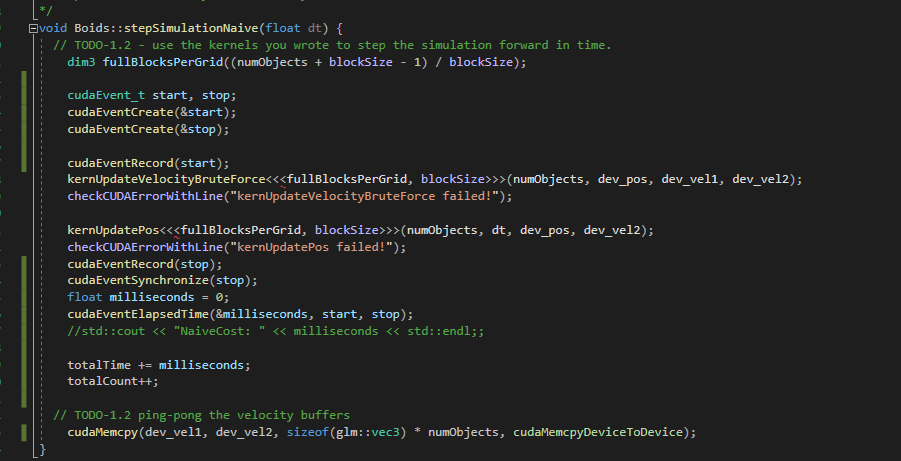 */
void Boids::stepSimulationNaive(float dt) {
// TODO-1.2 - use the kernels you wrote to step the simulation forward in time.
dim3 fullBlocksPerGrid((numObjects + blockSize - 1) / blockSize);
cudaEvent_t start, stop;
cudaEventCreate(&start);
cudaEventCreate(&stop);
cudaEventRecord(start);
kernUpdateVelocityBruteForce<<<fullBlocksPerGrid, blockSize>>>(numObjects, dev_pos, dev_vel1, dev_vel2);
checkCUDAErrorWithLine("kernUpdateVelocityBruteForce failed!");
kernUpdatePos<<<fullBlocksPerGrid, blockSize>>>(numObjects, dt, dev_pos, dev_vel2);
checkCUDAErrorWithLine("kernUpdatePos failed!");
cudaEventRecord(stop);
cudaEventSynchronize(stop);
float milliseconds = 0;
cudaEventElapsedTime(&milliseconds, start, stop);
//std::cout << "NaiveCost: " << milliseconds << std::endl;;
totalTime += milliseconds;
totalCount++;
// TODO-1.2 ping-pong the velocity buffers
cudaMemcpy(dev_vel1, dev_vel2, sizeof(glm::vec3) * numObjects, cudaMemcpyDeviceToDevice);
}